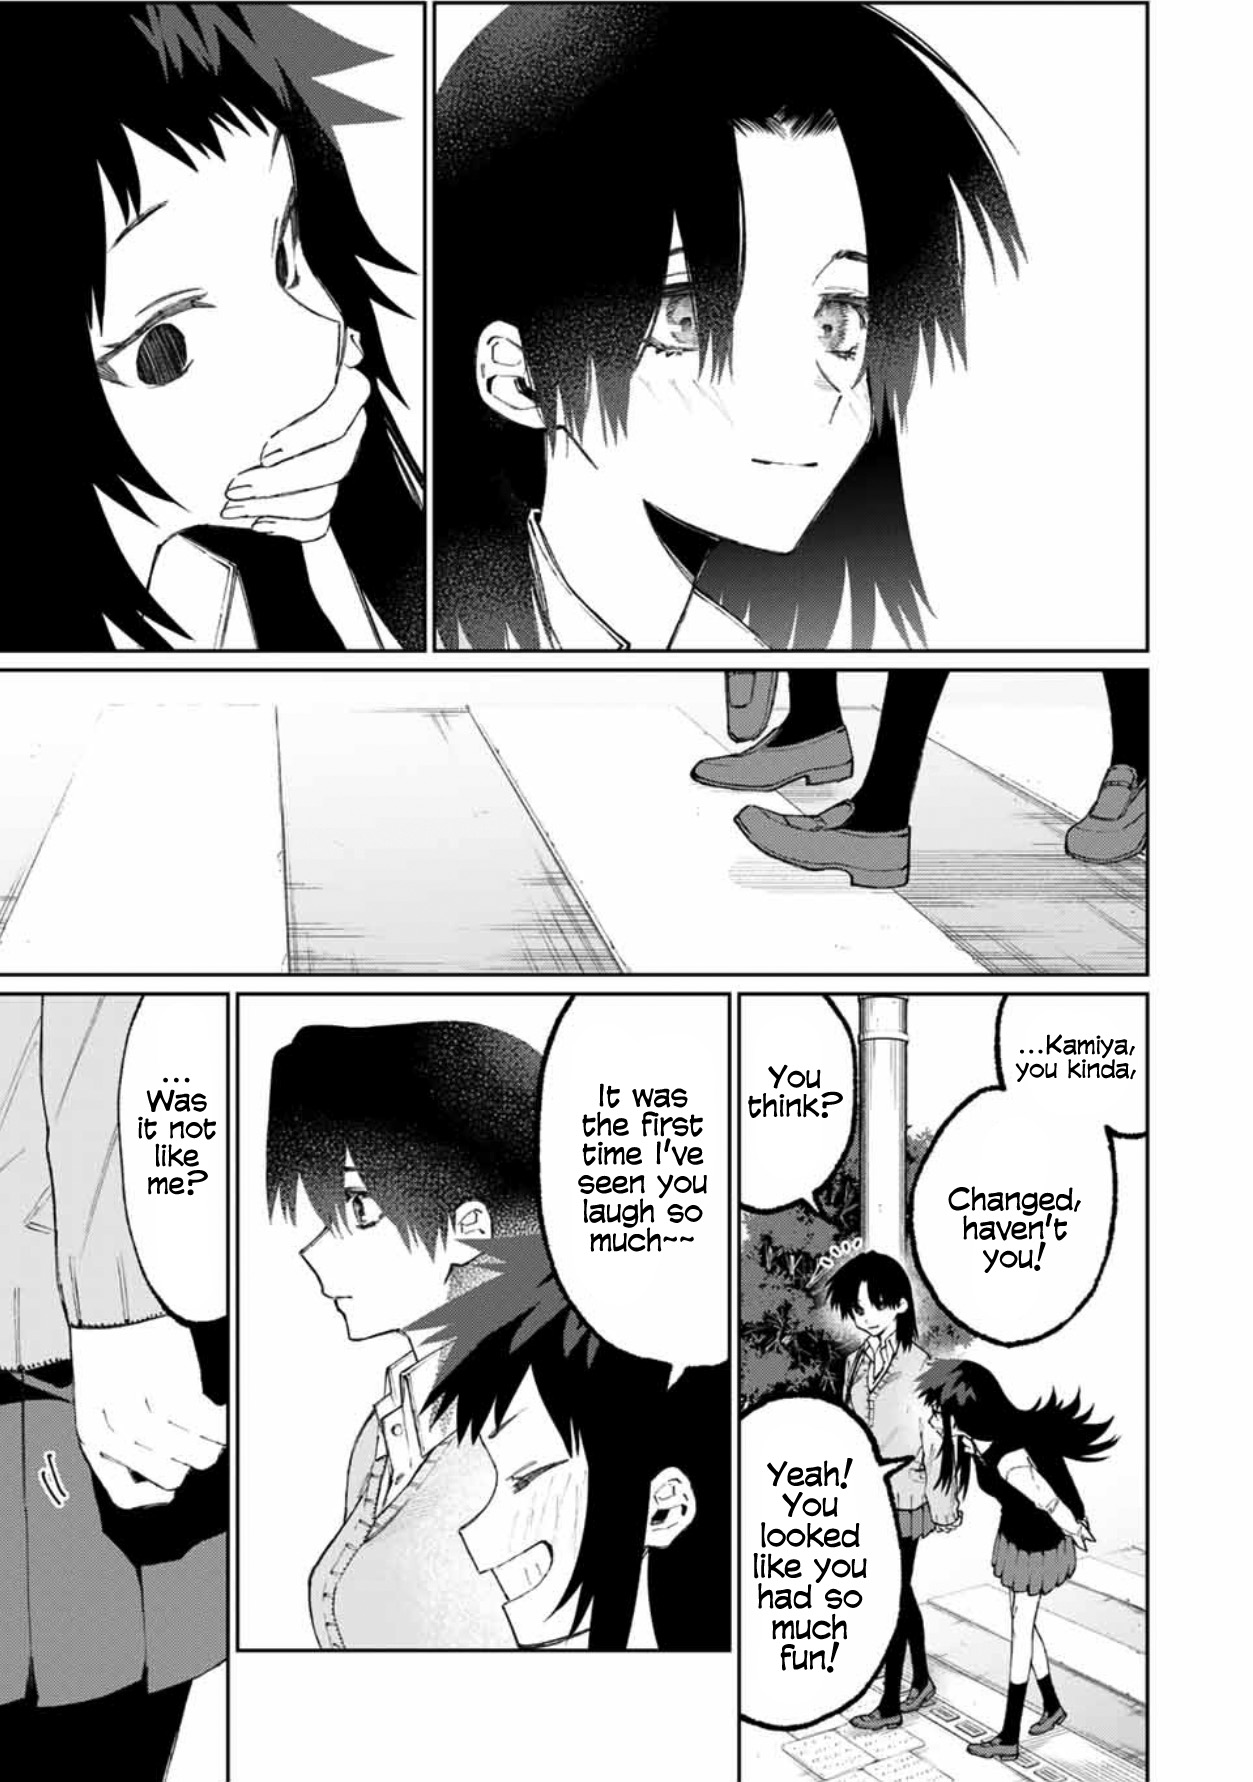 ...Kamiya,
you kinda,
Changed,
haven't
you!
You
think?
Yeah!
You
looked
like you
had so
much
fun!
It was
the first
time I've
seen you
laugh so
much~~
...
Was
it not
like
me?